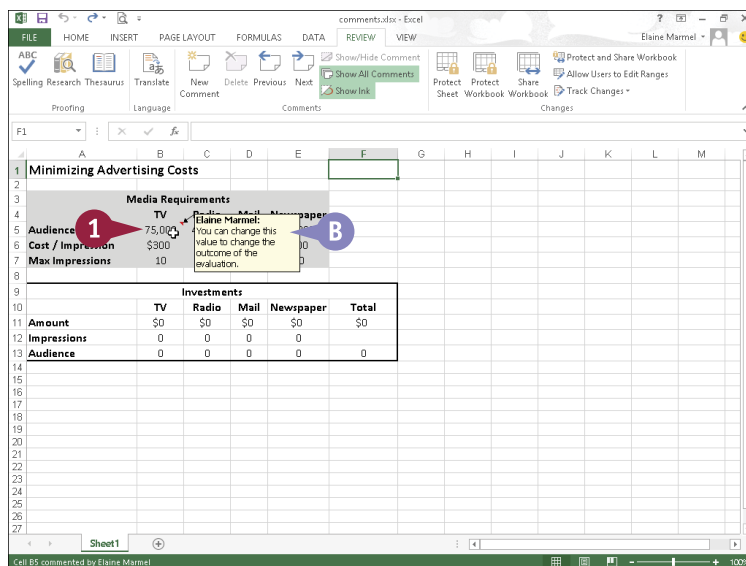 comments.xlsx - Excel
FILE HOME INSERT PAGE LAYOUT FORMULAS DATA REVIEW VIEW Elaine Marmel
ABC
Spelling Research Thesaurus
Proofing
Translate
Language
New Comment
Delete Previous Next
Show/Hide Comment
Show All Comments
Show Ink
Comments
Protect Sheet
Protect Workbook
Share Workbook
Protect and Share Workbook
Allow Users to Edit Ranges
Track Changes
Changes
F1 fx
A B C D E F G H I J K L M
1 Minimizing Advertising Costs
2
3 Media Requirements
4 TV Radio Mail Newspaper
5 Audience 75,000
6 Cost / Impression $300
7 Max Impressions 10
1
Elaine Marmel:
You can change this
value to change the
outcome of the
evaluation.
B
8
9 Investments
10 TV Radio Mail Newspaper Total
11 Amount $0 $0 $0 $0 $0
12 Impressions 0 0 0 0
13 Audience 0 0 0 0 0
14
15
16
17
18
19
20
21
22
23
24
25
26
27
Sheet1
Cell B5 commented by Elaine Marmel 100%